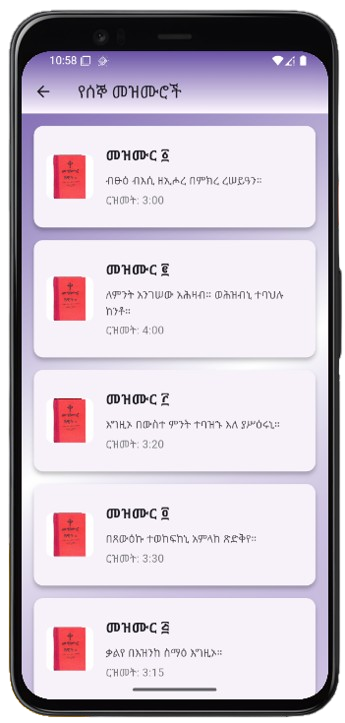 10:58
የሰኞ መዝሙሮች
መዝሙር ፩
ብፁዕ ብእሲ ዘኢሖረ በምክረ ረሠይዓን።
ርዝመት: 3:00
መዝሙር ፪
ለምንት አንገሠው አሕዛብ። ወሕዝብኒ ተባህሉ
ከንቶ።
ርዝመት: 4:00
መዝሙር ፫
እግዚኦ በውስተ ምንት ተባዝኁ እለ ያሥዕሩኒ።
ርዝመት: 3:20
መዝሙር ፬
በጸውዕኩ ተወከፍከኒ አምላከ ጽድቅየ።
ርዝመት: 3:30
መዝሙር ፭
ቃልየ በእዝንከ ስማዕ እግዚኦ።
ርዝመት: 3:15